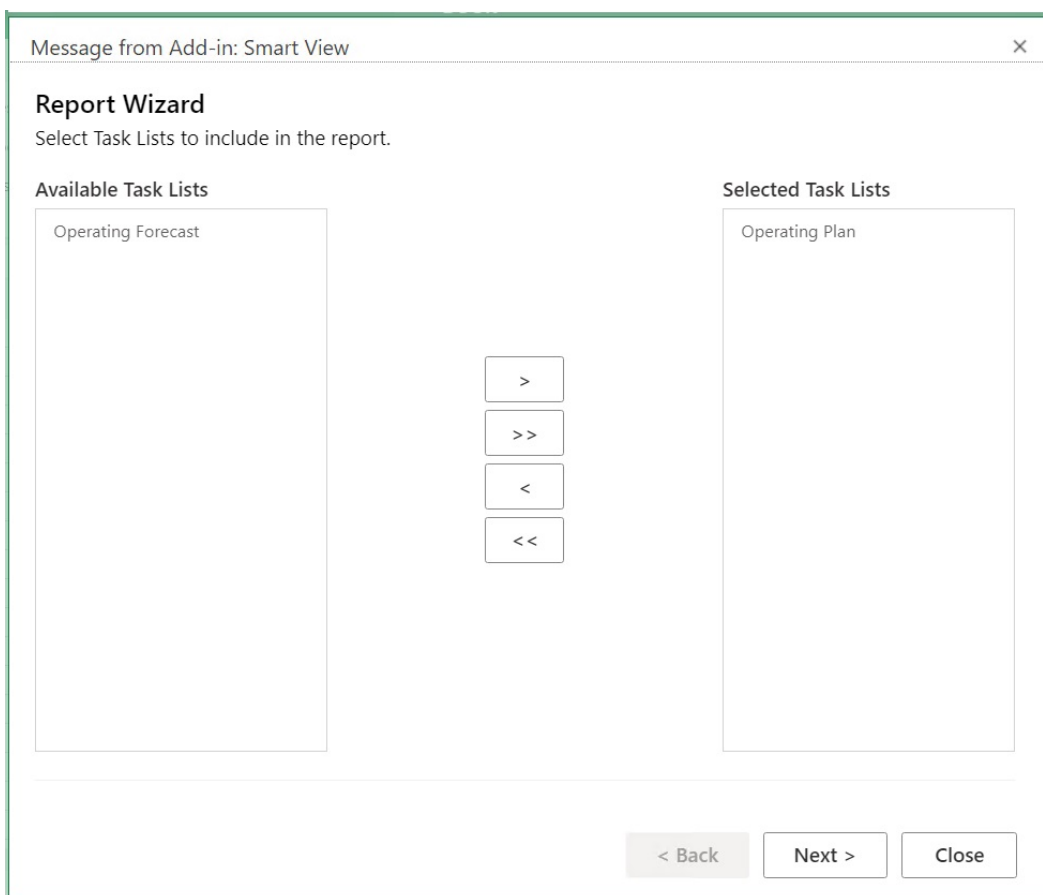 Message from Add-in: Smart View
×
Report Wizard
Select Task Lists to include in the report.
Available Task Lists
Selected Task Lists
Operating Forecast
Operating Plan
>
>>
<
<<
< Back
Next >
Close